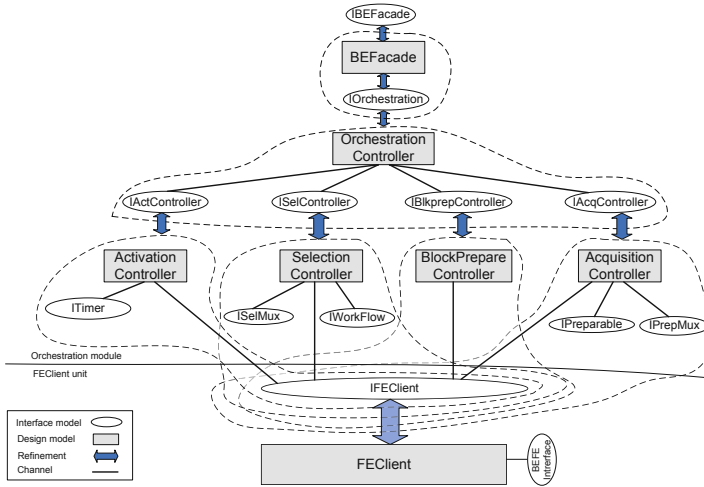 IBEFacade
BEFacade
IOrchestration
Orchestration
Controller
IActController
ISelController
IBlkprepController
IAcqController
Activation
Controller
Selection
Controller
BlockPrepare
Controller
Acquisition
Controller
ITimer
ISelMux
IWorkFlow
IPreparable
IPrepMux
Orchestration module
FEClient unit
IFEClient
Interface model
Design model
Refinement
Channel
FEClient
BEFE
Intrerface